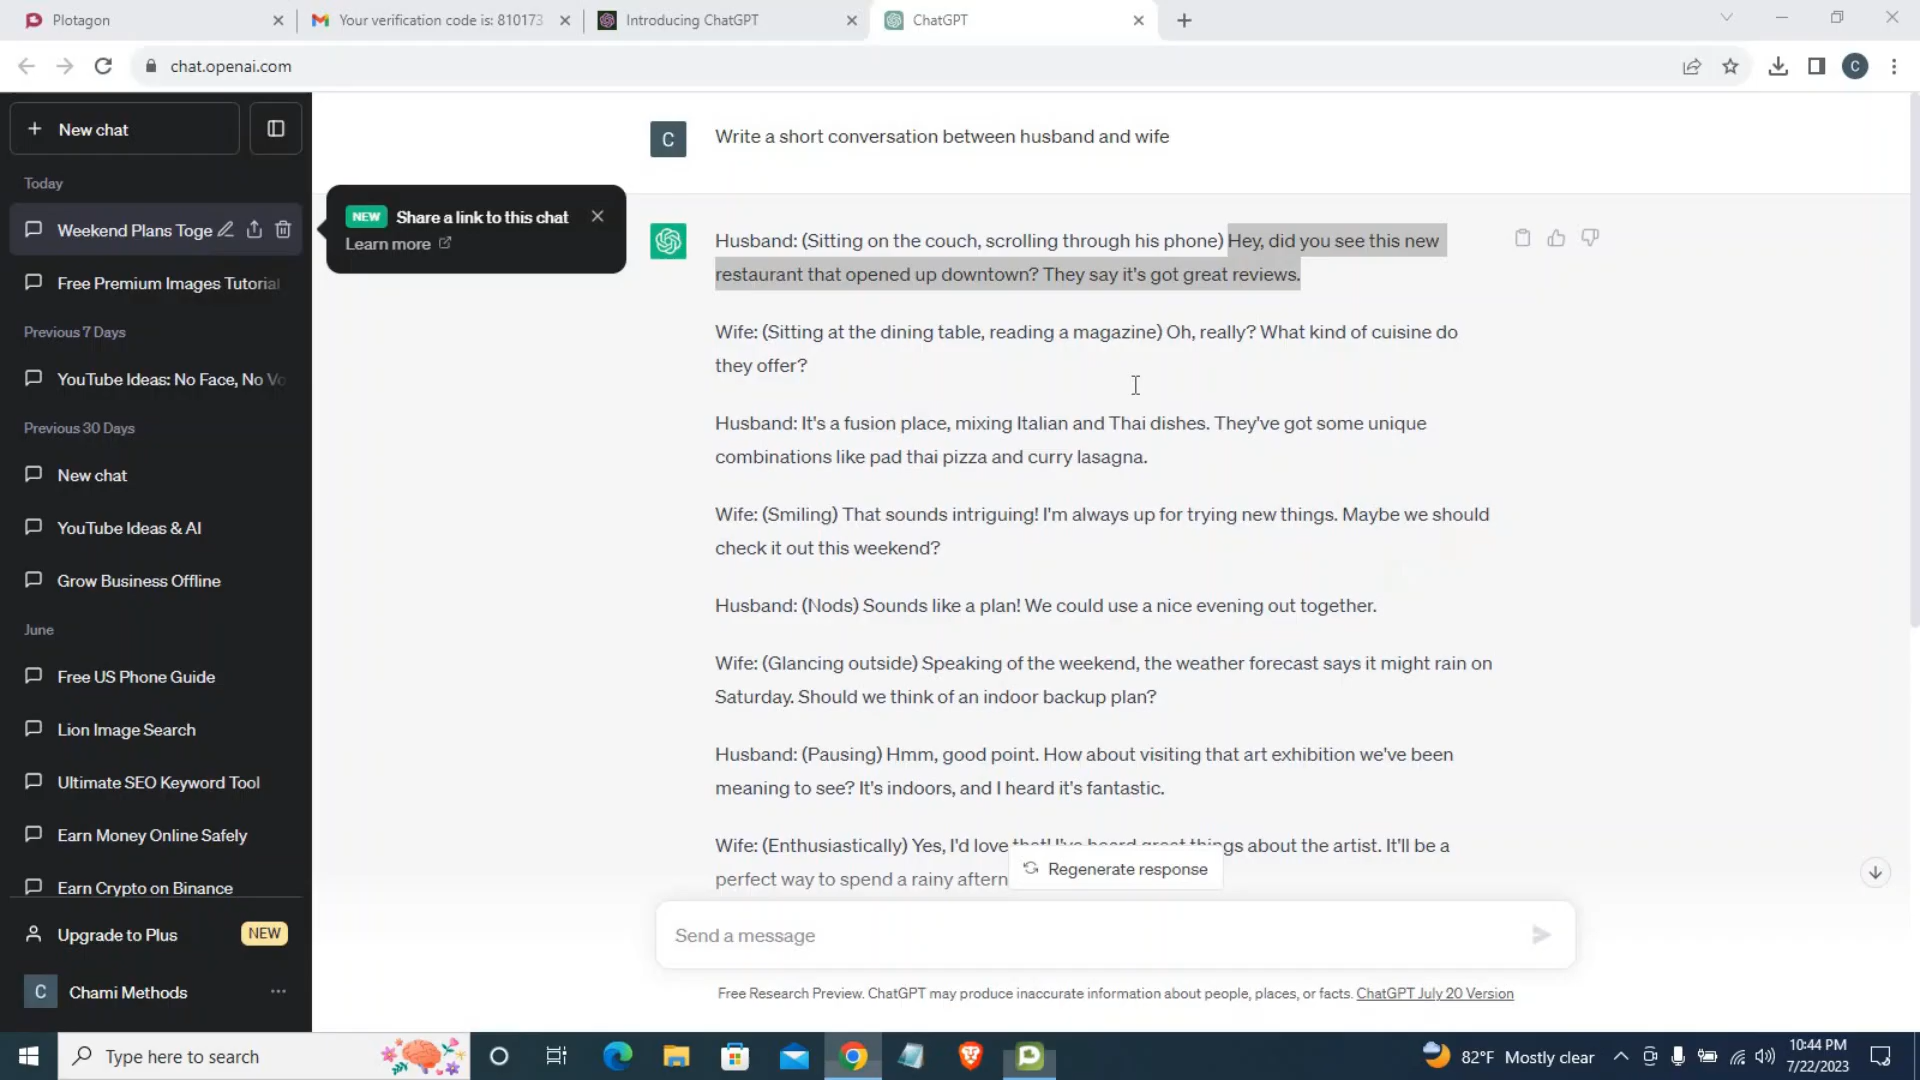 Plotagon
Your verification code is: 810173
Introducing ChatGPT
ChatGPT
chat.openai.com
C
New chat
Today
Weekend Plans Toge
Free Premium Images Tutorial
Previous 7 Days
YouTube Ideas: No Face, No Vo
Previous 30 Days
New chat
YouTube Ideas & AI
Grow Business Offline
June
Free US Phone Guide
Lion Image Search
Ultimate SEO Keyword Tool
Earn Money Online Safely
Earn Crypto on Binance
Upgrade to Plus
NEW
C
Chami Methods
NEW Share a link to this chat
Learn more
C
Write a short conversation between husband and wife
Husband: (Sitting on the couch, scrolling through his phone) Hey, did you see this new
restaurant that opened up downtown? They say it's got great reviews.
Wife: (Sitting at the dining table, reading a magazine) Oh, really? What kind of cuisine do
they offer?
Husband: It's a fusion place, mixing Italian and Thai dishes. They've got some unique
combinations like pad thai pizza and curry lasagna.
Wife: (Smiling) That sounds intriguing! I'm always up for trying new things. Maybe we should
check it out this weekend?
Husband: (Nods) Sounds like a plan! We could use a nice evening out together.
Wife: (Glancing outside) Speaking of the weekend, the weather forecast says it might rain on
Saturday. Should we think of an indoor backup plan?
Husband: (Pausing) Hmm, good point. How about visiting that art exhibition we've been
meaning to see? It's indoors, and I heard it's fantastic.
Wife: (Enthusiastically) Yes, I'd love that! I've heard great things about the artist. It'll be a
perfect way to spend a rainy aftern
Regenerate response
Send a message
Free Research Preview. ChatGPT may produce inaccurate information about people, places, or facts. ChatGPT July 20 Version
Type here to search
82°F Mostly clear
10:44 PM
7/22/2023